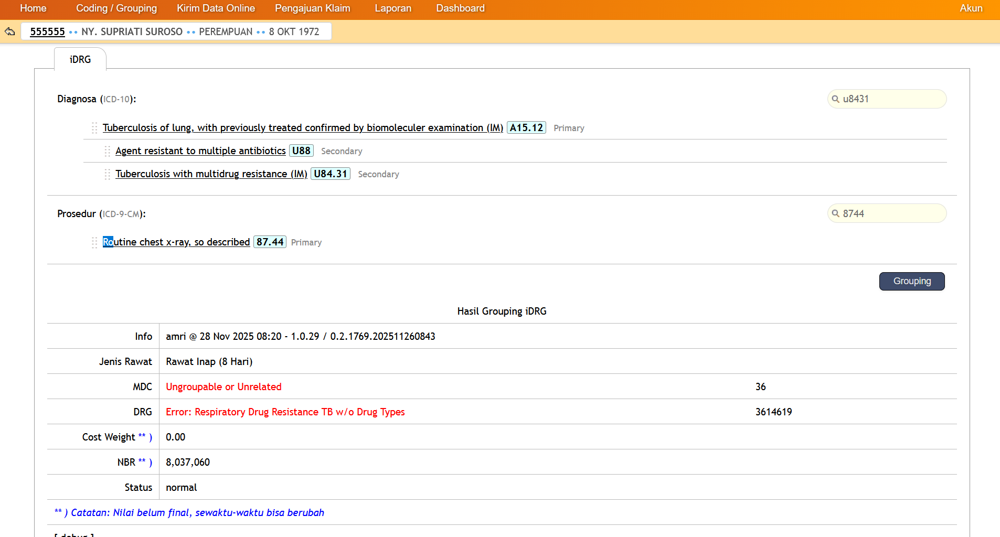 Home Coding / Grouping Kirim Data Online Pengajuan Klaim Laporan Dashboard Akun
555555 •• NY. SUPRIATI SUROSO •• PEREMPUAN •• 8 OKT 1972
iDRG
Diagnosa (ICD-10): u8431
Tuberculosis of lung, with previously treated confirmed by biomoleculer examination (IM) A15.12 Primary
Agent resistant to multiple antibiotics U88 Secondary
Tuberculosis with multidrug resistance (IM) U84.31 Secondary
Prosedur (ICD-9-CM): 8744
Routine chest x-ray, so described 87.44 Primary
Grouping
Hasil Grouping iDRG
Info amri @ 28 Nov 2025 08:20 - 1.0.29 / 0.2.1769.202511260843
Jenis Rawat Rawat Inap (8 Hari)
MDC Ungroupable or Unrelated 36
DRG Error: Respiratory Drug Resistance TB w/o Drug Types 3614619
Cost Weight ** ) 0.00
NBR ** ) 8,037,060
Status normal
** ) Catatan: Nilai belum final, sewaktu-waktu bisa berubah
[ debug ]